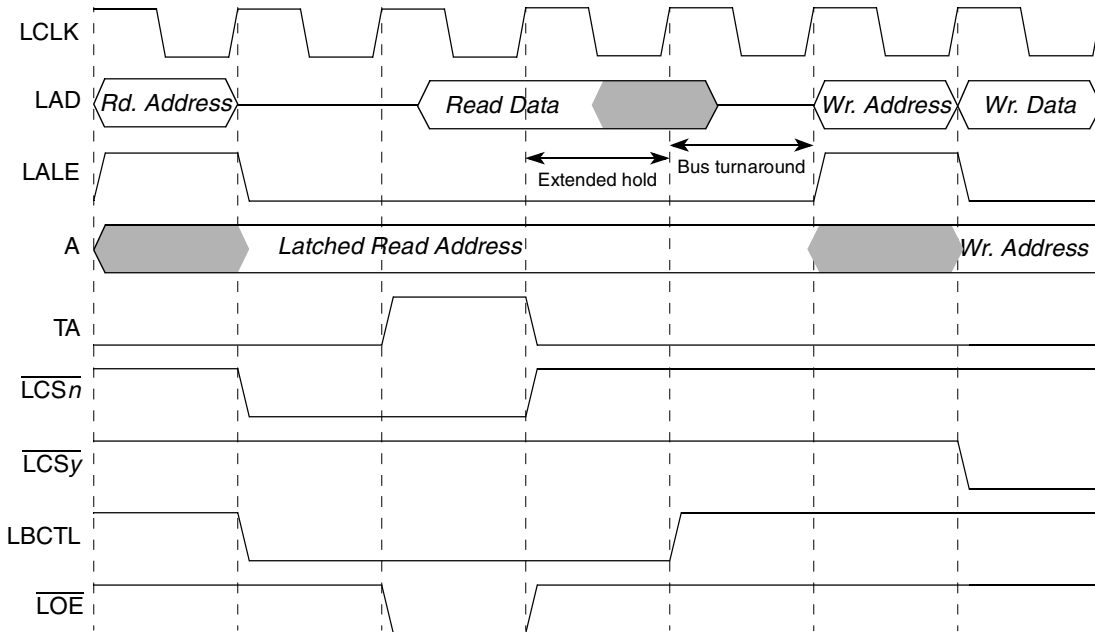 LCLK
LAD Rd. Address Read Data Wr. Address Wr. Data
LALE Extended hold Bus turnaround
A Latched Read Address Wr. Address
TA
LCSn
LCSy
LBCTL
LOE